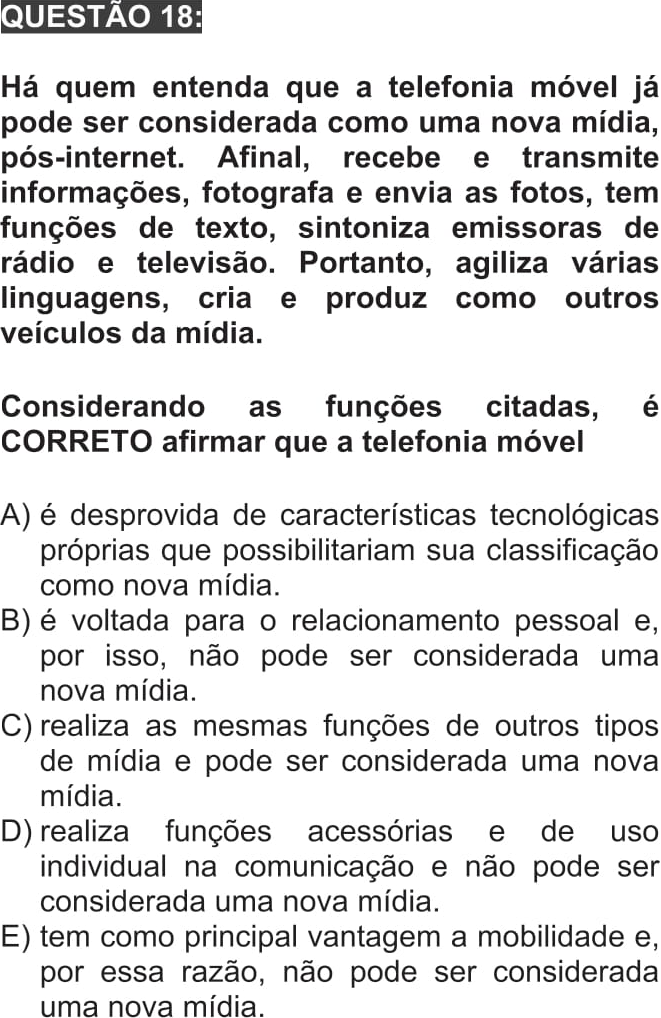 QUESTÃO 18:
Há quem entenda que a telefonia móvel já
pode ser considerada como uma nova mídia,
pós-internet. Afinal, recebe e transmite
informações, fotografa e envia as fotos, tem
funções de texto, sintoniza emissoras de
rádio e televisão. Portanto, agiliza várias
linguagens, cria e produz como outros
veículos da mídia.
Considerando as funções citadas, é
CORRETO afirmar que a telefonia móvel
A) é desprovida de características tecnológicas
próprias que possibilitariam sua classificação
como nova mídia.
B) é voltada para o relacionamento pessoal e,
por isso, não pode ser considerada uma
nova mídia.
C) realiza as mesmas funções de outros tipos
de mídia e pode ser considerada uma nova
mídia.
D) realiza funções acessórias e de uso
individual na comunicação e não pode ser
considerada uma nova mídia.
E) tem como principal vantagem a mobilidade e,
por essa razão, não pode ser considerada
uma nova mídia.